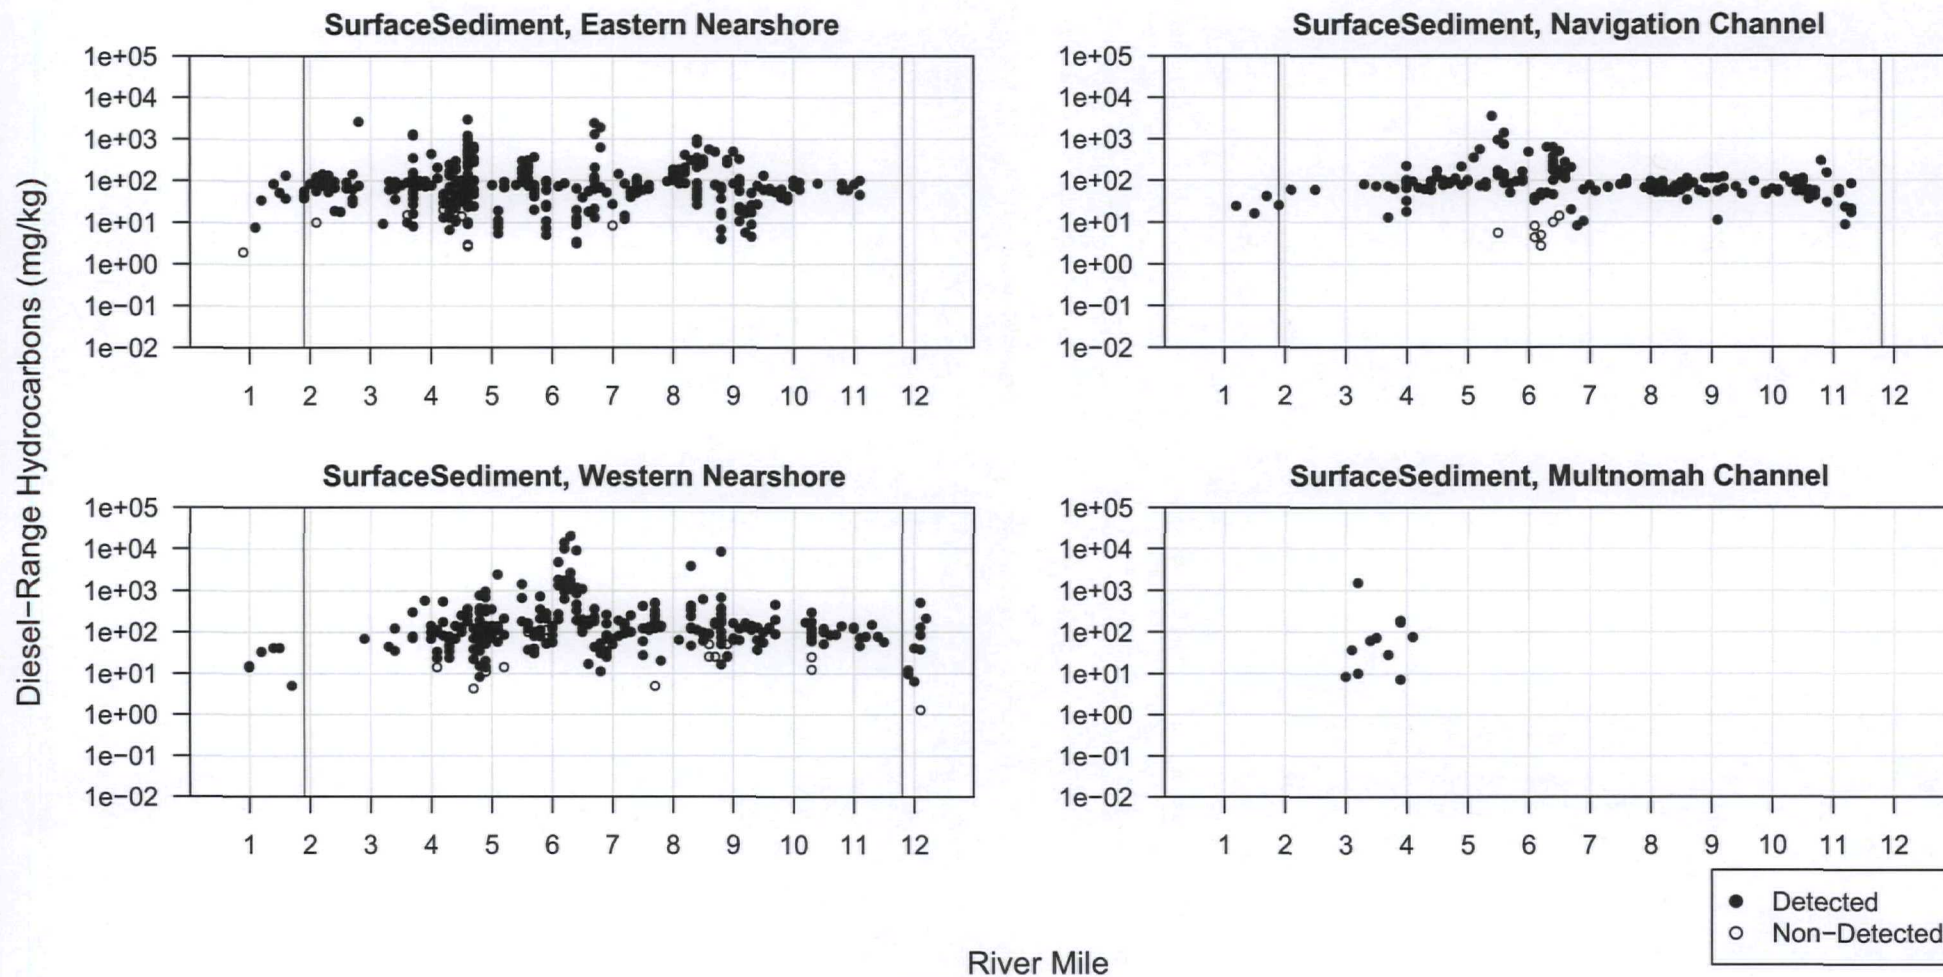 SurfaceSediment, Eastern Nearshore
1e+05
1e+04
1e+03
1e+02
1e+01
1e+00
1e−01
1e−02
1 2 3 4 5 6 7 8 9 10 11 12
SurfaceSediment, Navigation Channel
1e+05
1e+04
1e+03
1e+02
1e+01
1e+00
1e−01
1e−02
1 2 3 4 5 6 7 8 9 10 11 12
Diesel−Range Hydrocarbons (mg/kg)
SurfaceSediment, Western Nearshore
1e+05
1e+04
1e+03
1e+02
1e+01
1e+00
1e−01
1e−02
1 2 3 4 5 6 7 8 9 10 11 12
SurfaceSediment, Multnomah Channel
1e+05
1e+04
1e+03
1e+02
1e+01
1e+00
1e−01
1e−02
1 2 3 4 5 6 7 8 9 10 11 12
Detected
Non−Detected
River Mile